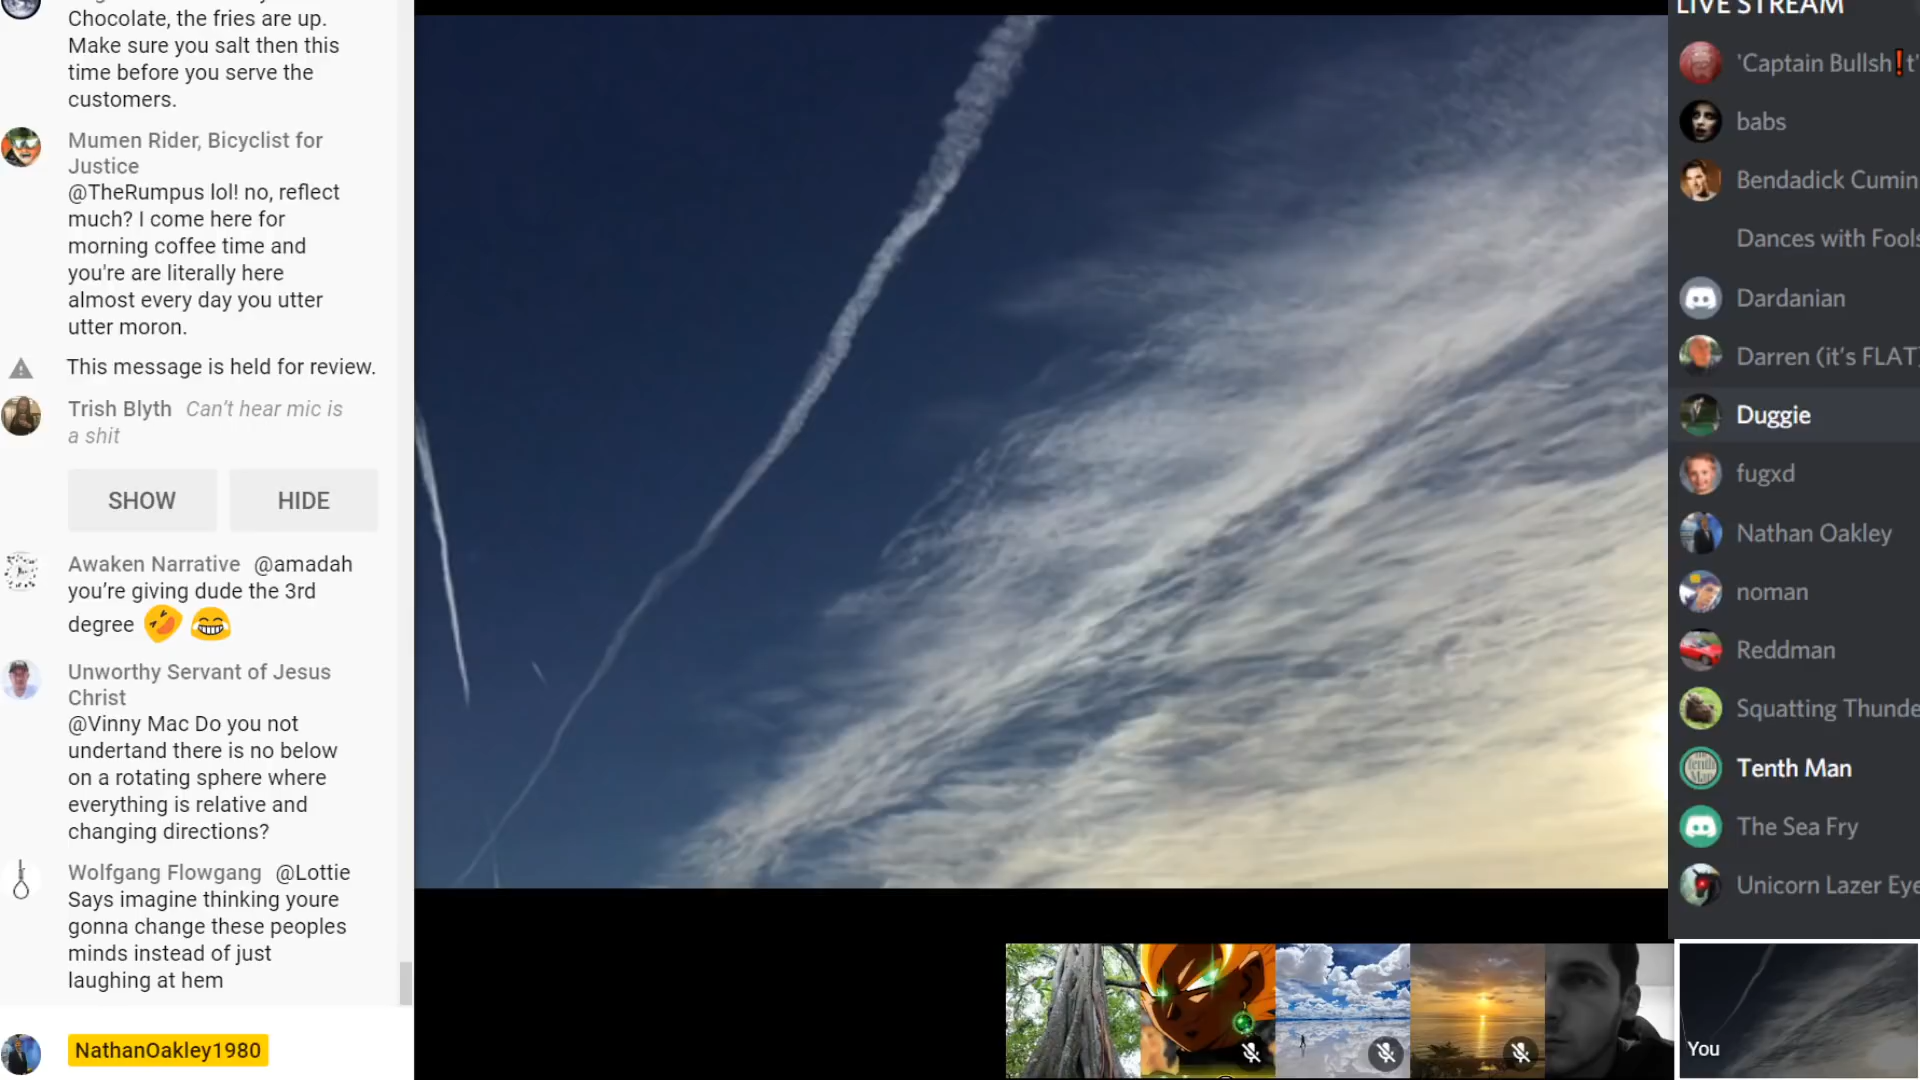 Chocolate, the fries are up.
Make sure you salt then this
time before you serve the
customers.
Mumen Rider, Bicyclist for
Justice
@TheRumpus lol! no, reflect
much? I come here for
morning coffee time and
you're are literally here
almost every day you utter
utter moron.
This message is held for review.
Trish Blyth Can't hear mic is
a shit
SHOW HIDE
Awaken Narrative @amadah
you're giving dude the 3rd
degree 🤣 😂
Unworthy Servant of Jesus
Christ
@Vinny Mac Do you not
undertand there is no below
on a rotating sphere where
everything is relative and
changing directions?
Wolfgang Flowgang @Lottie
Says imagine thinking youre
gonna change these peoples
minds instead of just
laughing at hem
NathanOakley1980
LIVE STREAM
'Captain Bullsh❗t'
babs
Bendadick Cumin
Dances with Fools
Dardanian
Darren (it's FLAT)
Duggie
fugxd
Nathan Oakley
noman
Reddman
Squatting Thunde
Tenth Man
The Sea Fry
Unicorn Lazer Eye
You